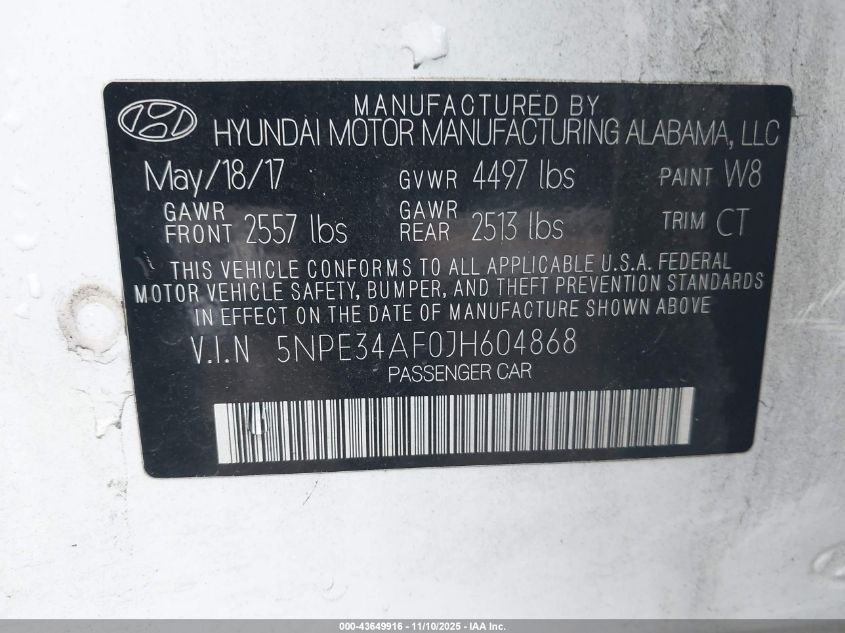 MANUFACTURED BY
HYUNDAI MOTOR MANUFACTURING ALABAMA, LLC
May/18/17 GVWR 4497 lbs PAINT W8
GAWR FRONT 2557 lbs GAWR REAR 2513 lbs TRIM CT
THIS VEHICLE CONFORMS TO ALL APPLICABLE U.S.A. FEDERAL
MOTOR VEHICLE SAFETY, BUMPER, AND THEFT PREVENTION STANDARDS
IN EFFECT ON THE DATE OF MANUFACTURE SHOWN ABOVE
V.I.N 5NPE34AF0JH604868
PASSENGER CAR
000-43649916 - 11/10/2025 - IAA Inc.